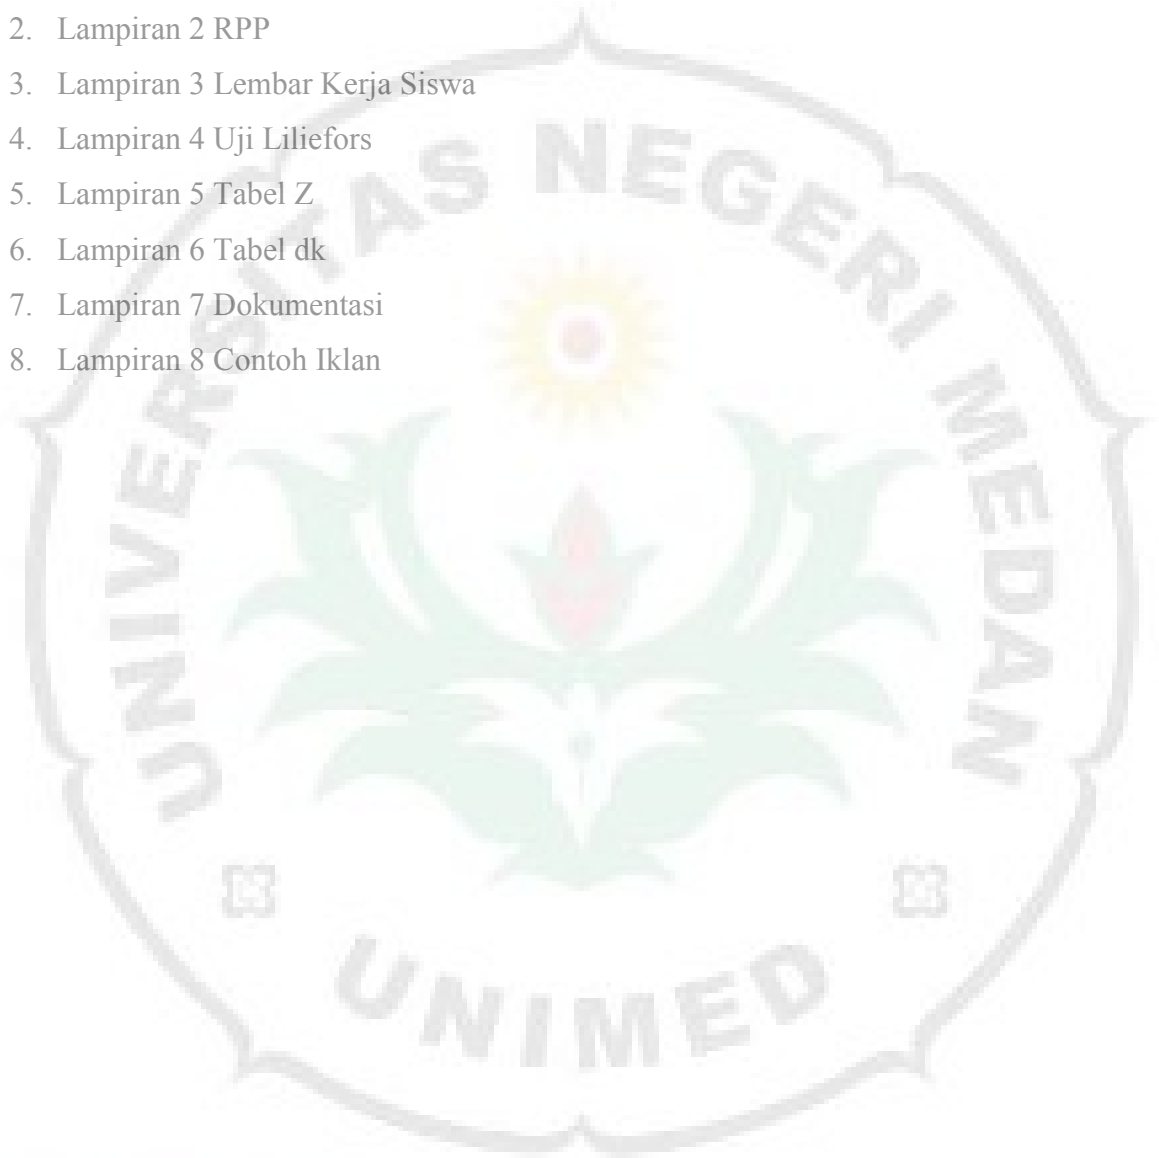 2. Lampiran 2 RPP
3. Lampiran 3 Lembar Kerja Siswa
4. Lampiran 4 Uji Liliefors
5. Lampiran 5 Tabel Z
6. Lampiran 6 Tabel dk
7. Lampiran 7 Dokumentasi
8. Lampiran 8 Contoh Iklan
UNIVERSITAS NEGERI MEDAN
UNIMED